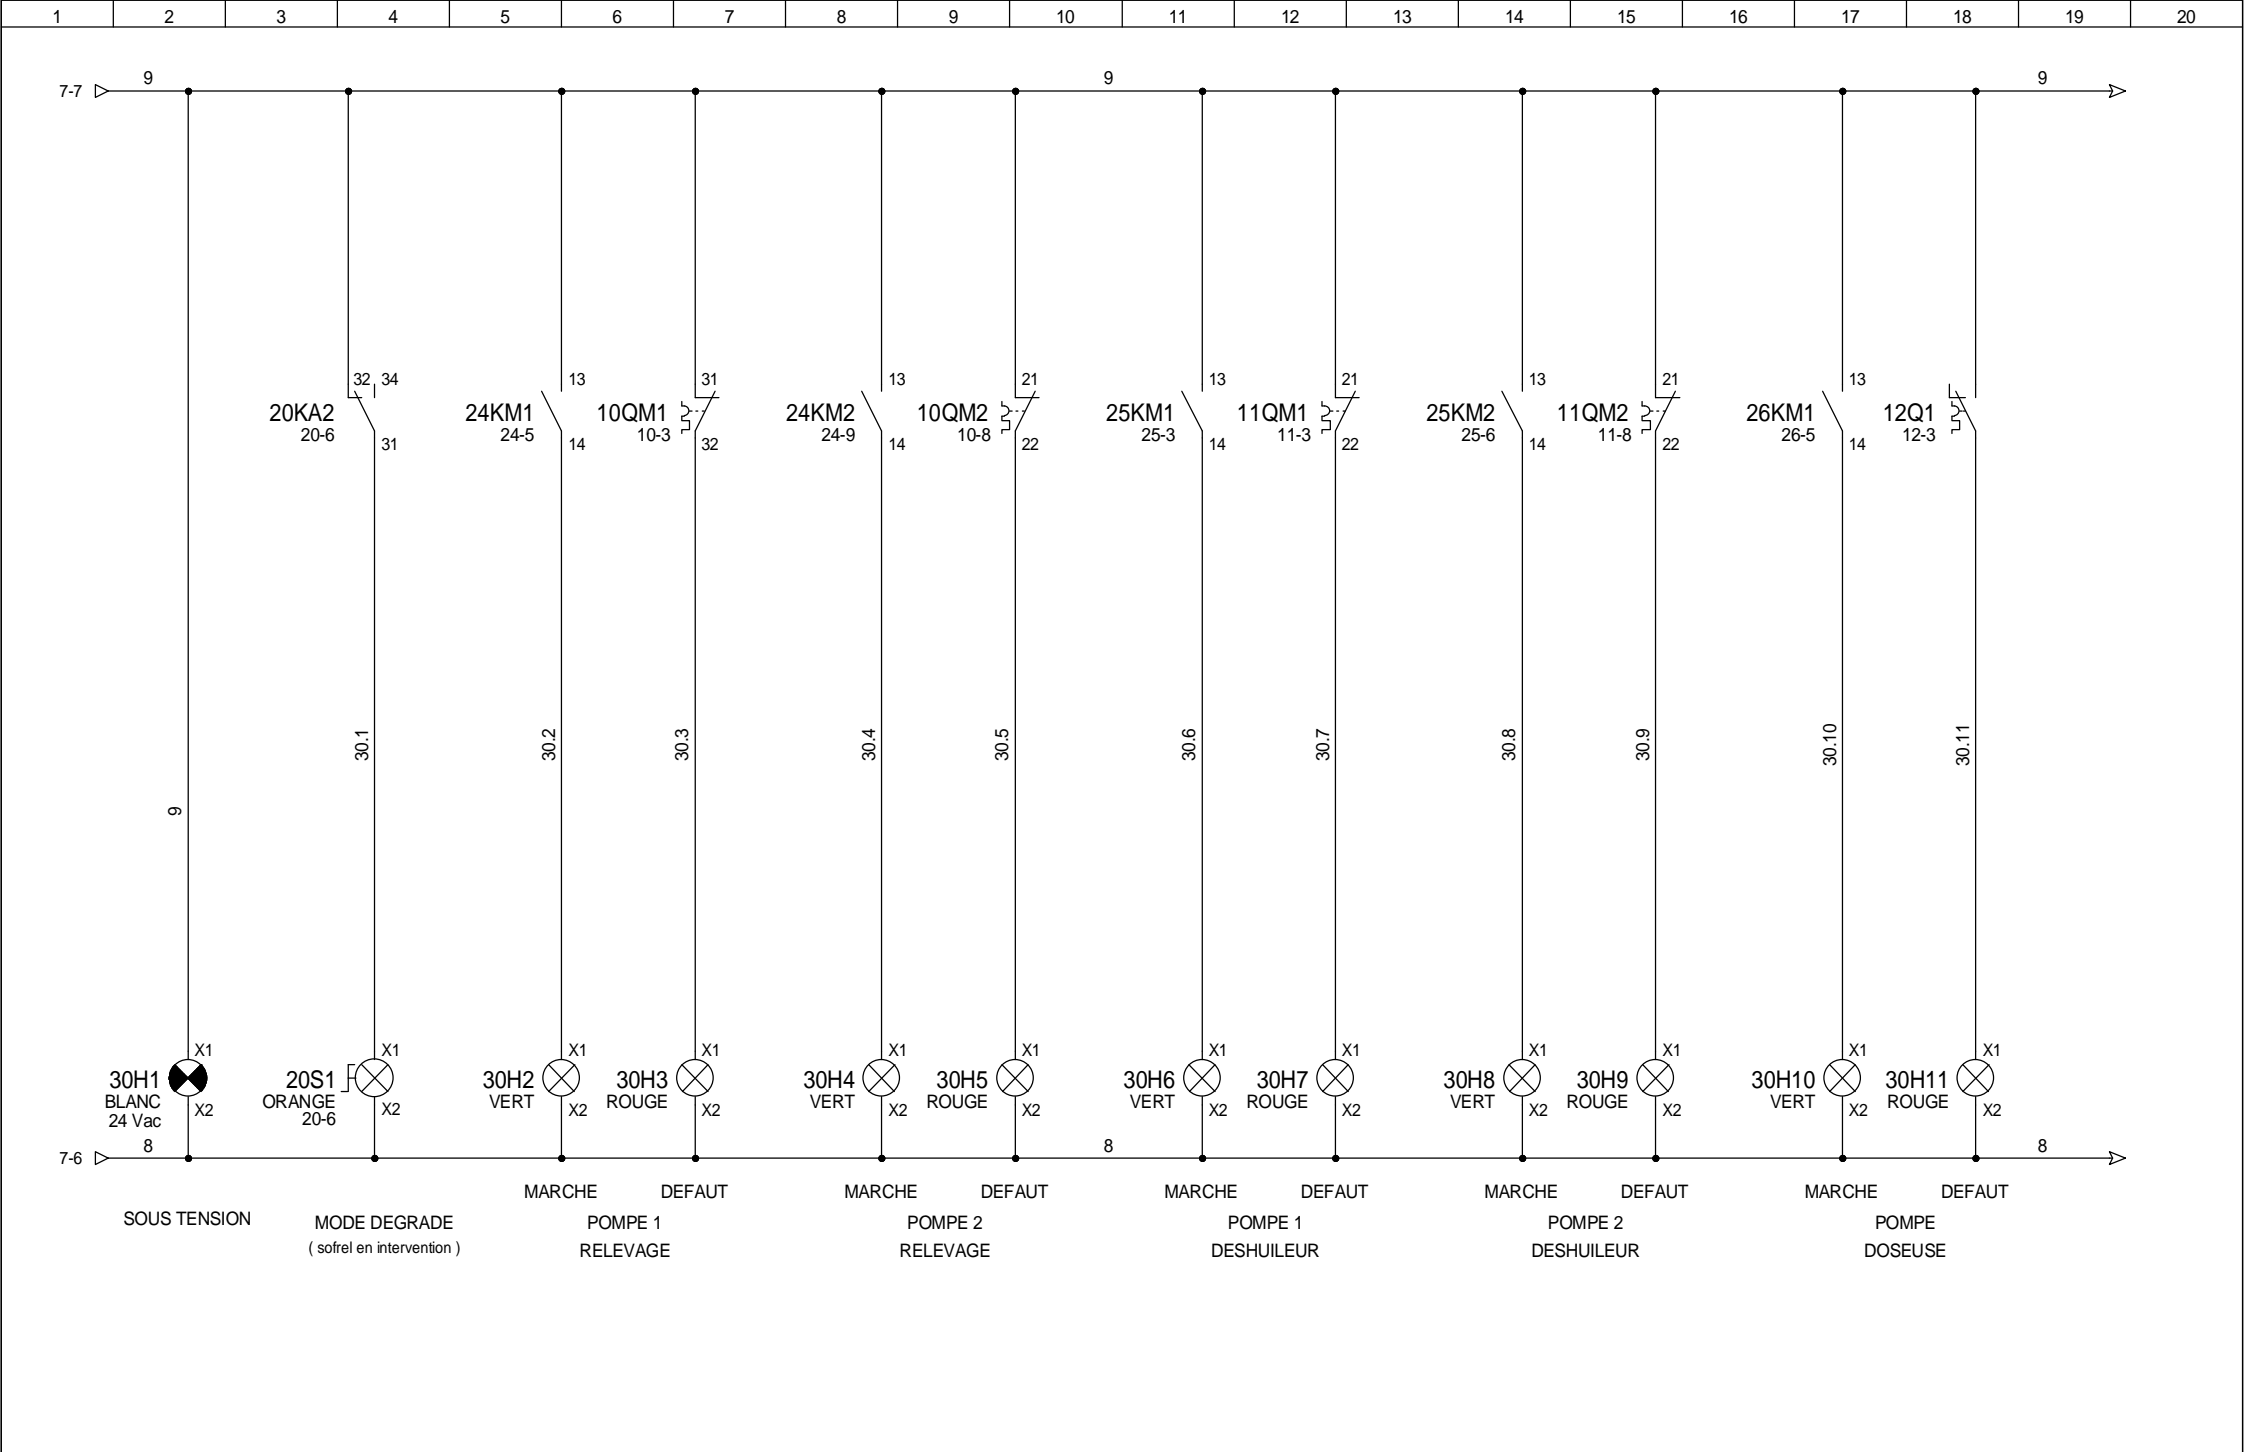 1 2 3 4 5 6 7 8 9 10 11 12 13 14 15 16 17 18 19 20
9 9 9
7-7
32 34 13 31 13 21 13 21 13 21 13
20KA2 24KM1 10QM1 24KM2 10QM2 25KM1 11QM1 25KM2 11QM2 26KM1 12Q1
20-6 24-5 10-3 24-9 10-8 25-3 11-3 25-6 11-8 26-5 12-3
31 14 32 14 22 14 22 14 22 14
30.1 30.2 30.3 30.4 30.5 30.6 30.7 30.8 30.9 30.10 30.11
9
X1 X1 X1 X1 X1 X1 X1 X1 X1 X1 X1 X1
30H1 20S1 30H2 30H3 30H4 30H5 30H6 30H7 30H8 30H9 30H10 30H11
BLANC ORANGE VERT ROUGE VERT ROUGE VERT ROUGE VERT ROUGE VERT ROUGE
X2 X2 X2 X2 X2 X2 X2 X2 X2 X2 X2 X2
24 Vac 20-6
8 8 8
7-6
MARCHE DEFAUT MARCHE DEFAUT MARCHE DEFAUT MARCHE DEFAUT MARCHE DEFAUT
SOUS TENSION MODE DEGRADE POMPE 1 POMPE 2 POMPE 1 POMPE 2 POMPE
( sofrel en intervention ) RELEVAGE RELEVAGE DESHUILEUR DESHUILEUR DOSEUSE